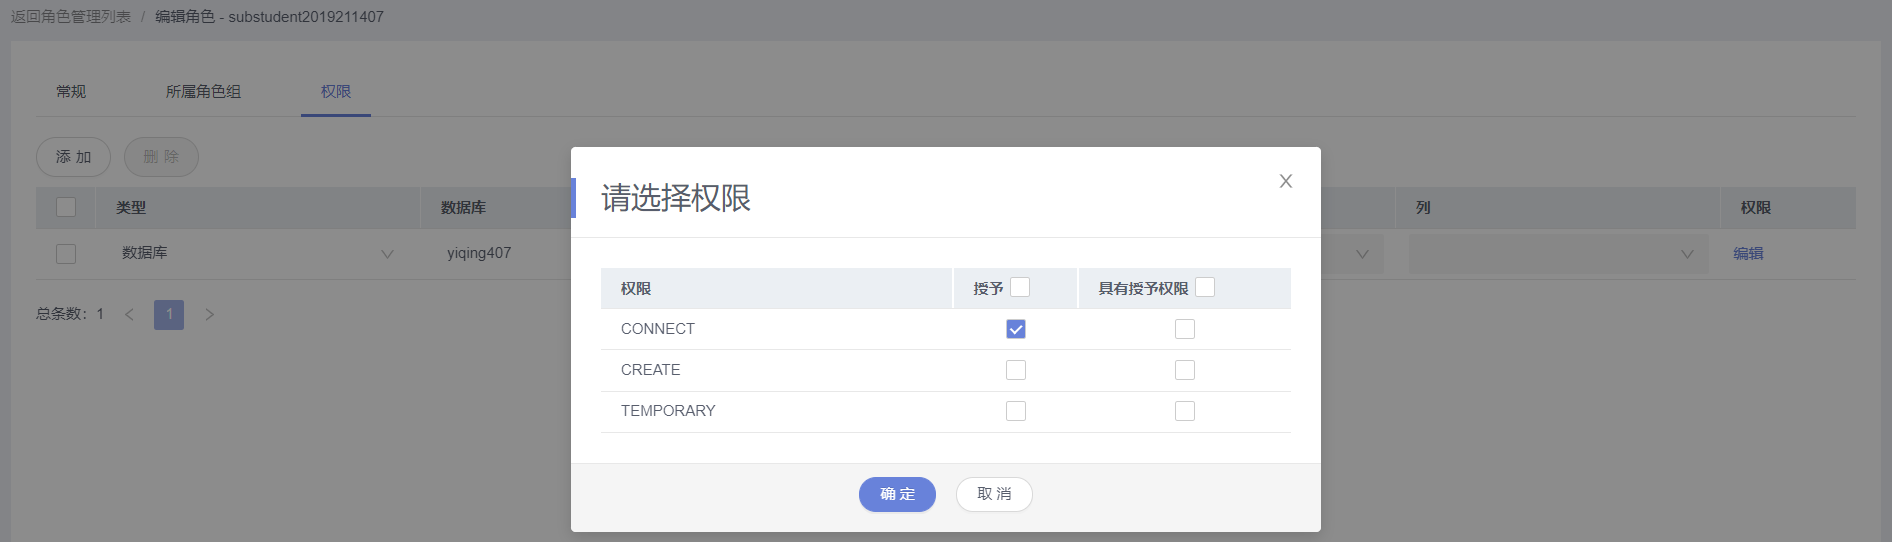 返回角色管理列表 / 编辑角色 - substudent2019211407
常规 所属角色组 权限
添 加 删 除
类型 数据库 列 权限
数据库 yiqing407 编辑
总条数：1 < 1 >
请选择权限 X
权限 授予 具有授予权限
CONNECT
CREATE
TEMPORARY
确 定 取 消